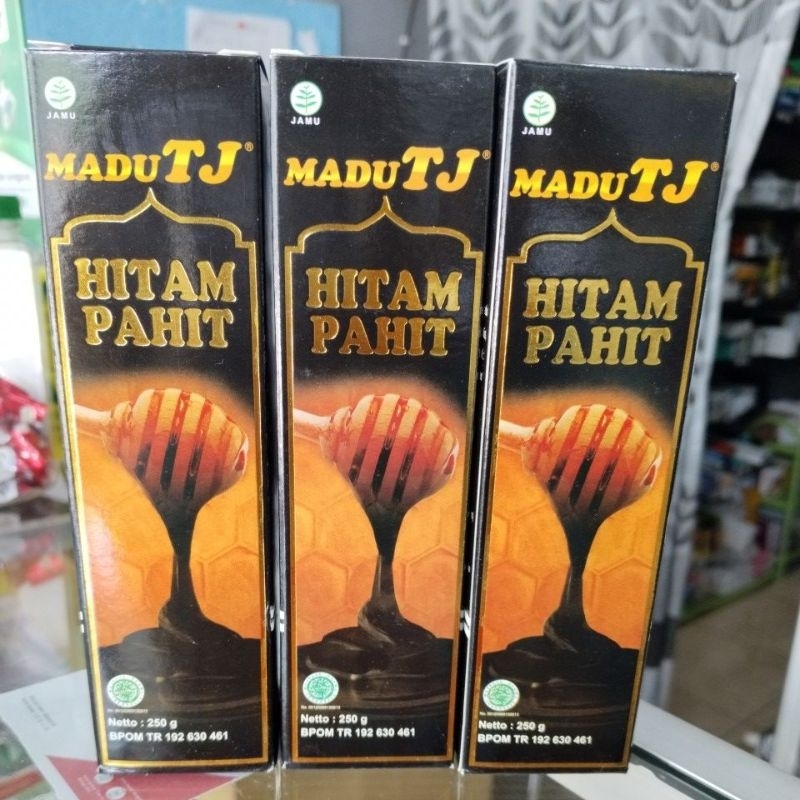 JAMU
MADU TJ®
HITAM
PAHIT
Netto : 250 g
BPOM TR 192 630 461
JAMU
MADU TJ®
HITAM
PAHIT
Netto : 250 g
BPOM TR 192 630 461
JAMU
MADU TJ®
HITAM
PAHIT
Netto : 250 g
BPOM TR 192 630 461